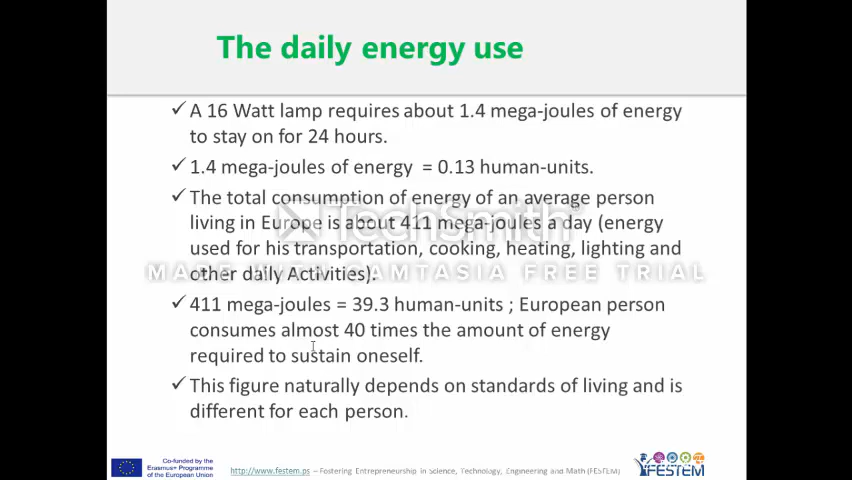 The daily energy use
✓ A 16 Watt lamp requires about 1.4 mega-joules of energy
to stay on for 24 hours.
✓ 1.4 mega-joules of energy = 0.13 human-units.
✓ The total consumption of energy of an average person
living in Europe is about 411 mega-joules a day (energy
used for his transportation, cooking, heating, lighting and
other daily Activities).
✓ 411 mega-joules = 39.3 human-units ; European person
consumes almost 40 times the amount of energy
required to sustain oneself.
✓ This figure naturally depends on standards of living and is
different for each person.
TechSmith
MADE WITH CAMTASIA FREE TRIAL
Co-funded by the
Erasmus+ Programme
of the European Union
http://www.festem.ps – Fostering Entrepreneurship in Science, Technology, Engineering and Math (FESTEM)
FESTEM